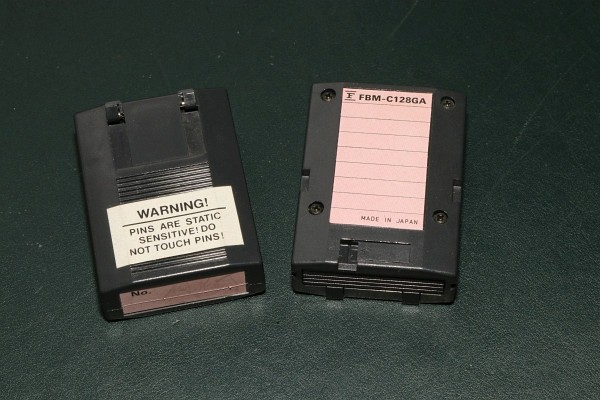 WARNING!
PINS ARE STATIC
SENSITIVE! DO
NOT TOUCH PINS!
No.
FBM-C128GA
MADE IN JAPAN